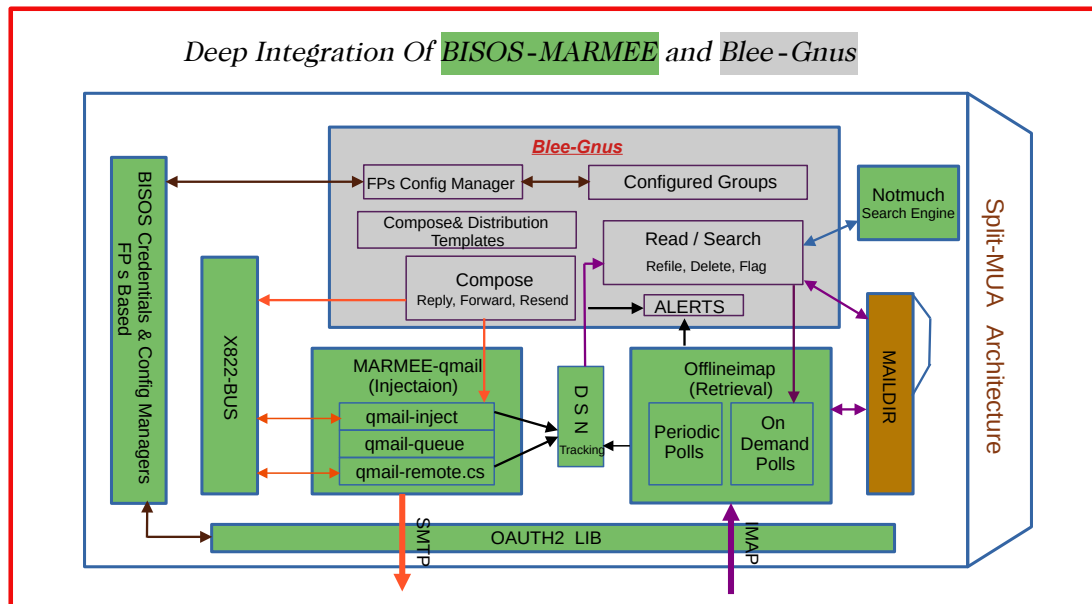 Deep Integration Of BISOS-MARMEE and Blee-Gnus
Blee-Gnus
FPs Config Manager
Configured Groups
Compose& Distribution
Templates
Read / Search
Refile, Delete, Flag
Compose
Reply, Forward, Resend
ALERTS
Notmuch
Search Engine
BISOS Credentials & Config Managers
FP s Based
X822-BUS
MARMEE-qmail
(Injectaion)
qmail-inject
qmail-queue
qmail-remote.cs
D S N
Tracking
Offlineimap
(Retrieval)
Periodic
Polls
On
Demand
Polls
MAILDIR
Split-MUA Architecture
OAUTH2 LIB
SMTP
IMAP